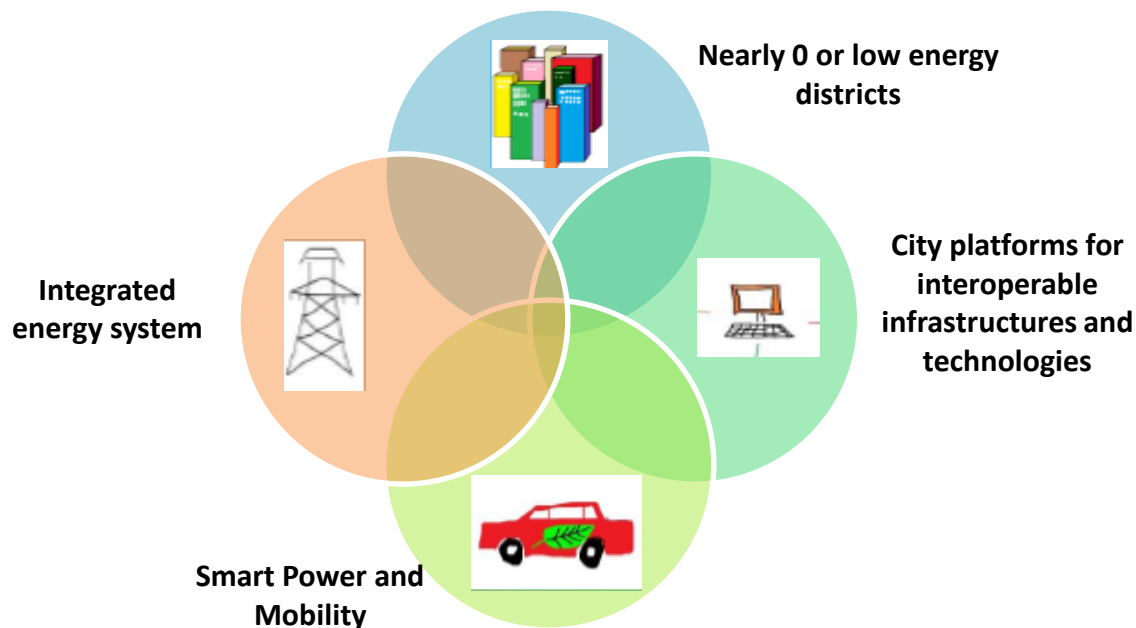 Nearly 0 or low energy
districts
City platforms for
interoperable
infrastructures and
technologies
Integrated
energy system
Smart Power and
Mobility